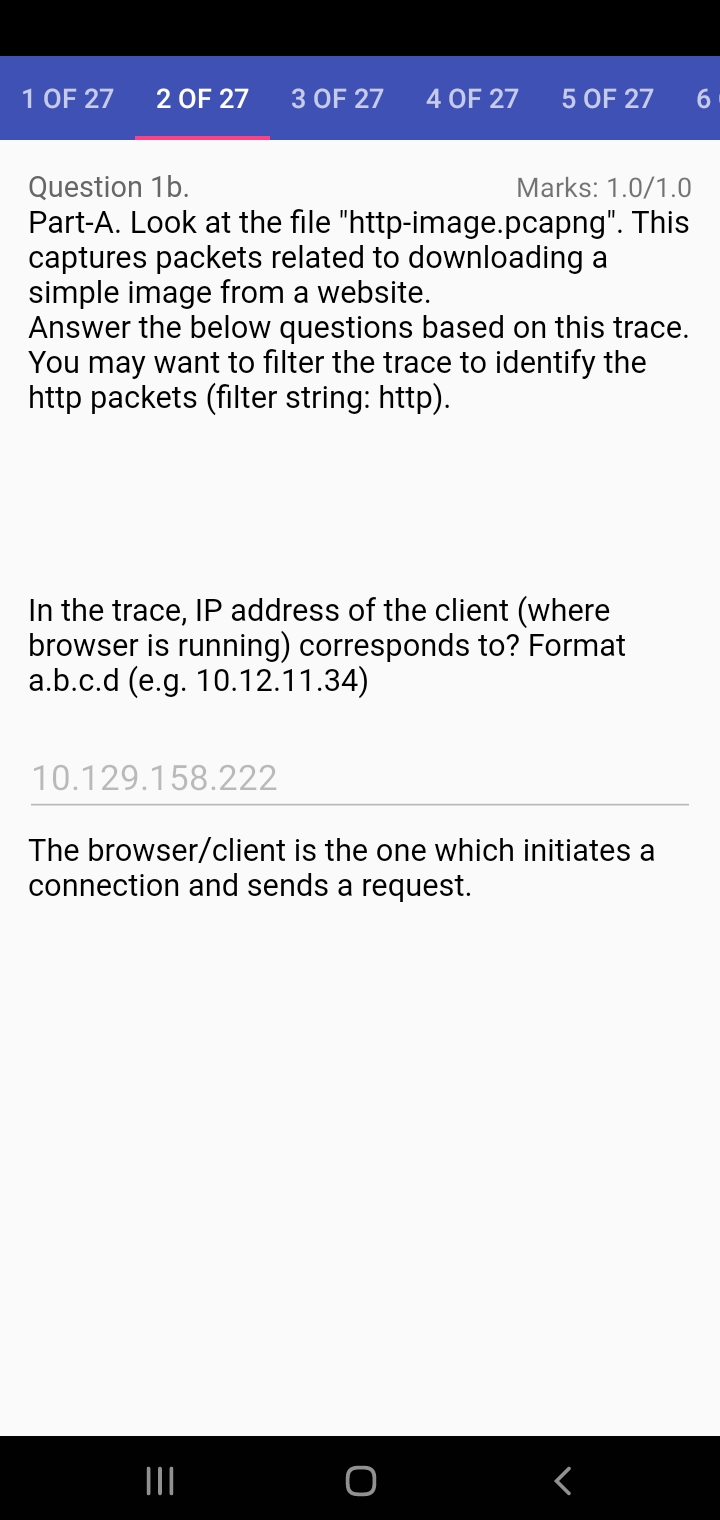 1 OF 27 2 OF 27 3 OF 27 4 OF 27 5 OF 27 6
Question 1b. Marks: 1.0/1.0
Part-A. Look at the file "http-image.pcapng". This
captures packets related to downloading a
simple image from a website.
Answer the below questions based on this trace.
You may want to filter the trace to identify the
http packets (filter string: http).
In the trace, IP address of the client (where
browser is running) corresponds to? Format
a.b.c.d (e.g. 10.12.11.34)
10.129.158.222
The browser/client is the one which initiates a
connection and sends a request.